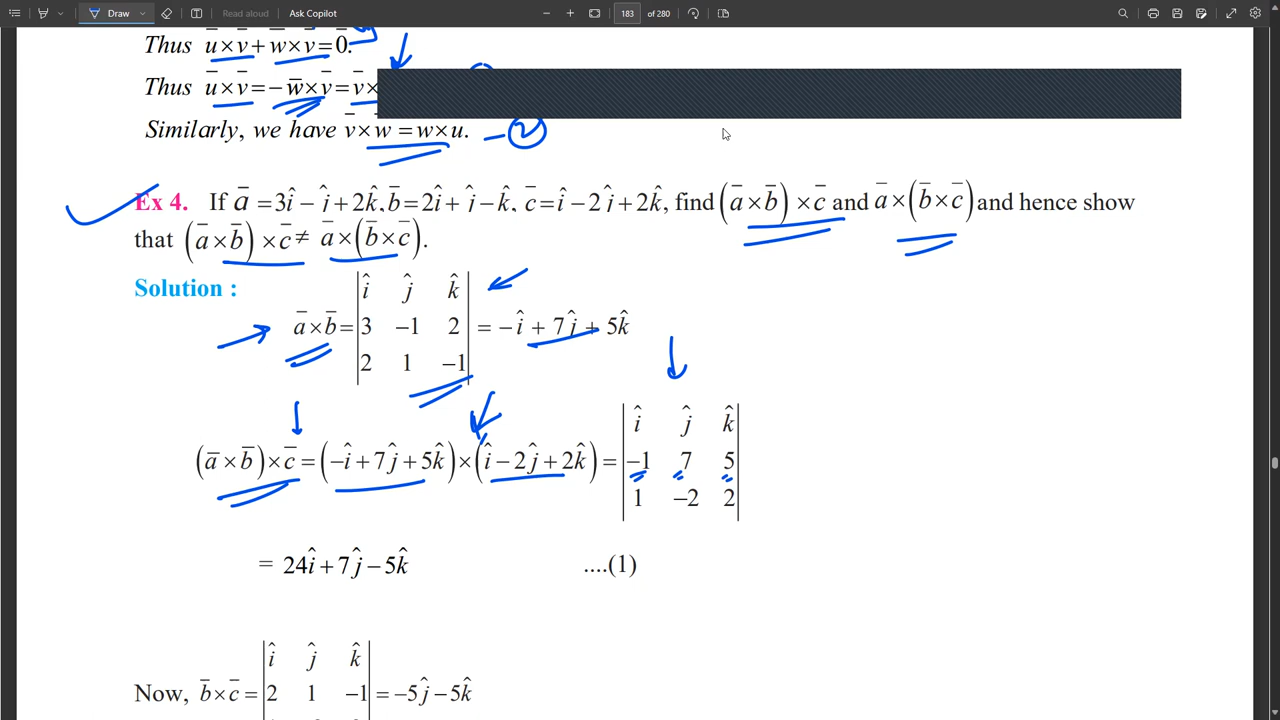 Draw Read aloud Ask Copilot 183 of 280
Thus u̅ × v̅ + w̅ × v̅ = 0̅.
Thus u̅ × v̅ = − w̅ × v̅ = v̅ ×
Similarly, we have v̅ × w̅ = w × u. – ②
Ex 4. If a̅ = 3î − ĵ + 2k̂, b̅ = 2î + ĵ − k̂, c̅ = î − 2ĵ + 2k̂, find (a̅ × b̅) × c̅ and a̅ × (b̅ × c̅) and hence show
that (a̅ × b̅) × c̅ ≠ a̅ × (b̅ × c̅).
Solution :
î ĵ k̂
a̅ × b̅ = 3 −1 2 = −î + 7ĵ + 5k̂
2 1 −1
î ĵ k̂
(a̅ × b̅) × c̅ = (−î + 7ĵ + 5k̂) × (î − 2ĵ + 2k̂) = −1 7 5
1 −2 2
= 24î + 7ĵ − 5k̂ ....(1)
î ĵ k̂
Now, b̅ × c̅ = 2 1 −1 = −5ĵ − 5k̂